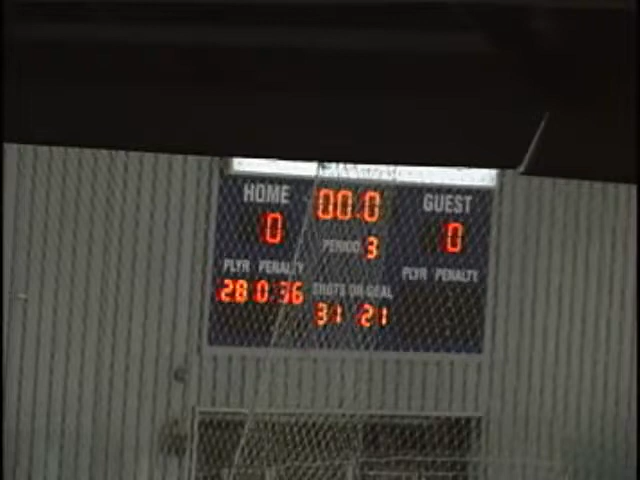 HOME 00.0 GUEST
0 PERIOD 3 0
PLYR PENALTY PLYR PENALTY
28 0:36 SHOTS ON GOAL
31 21